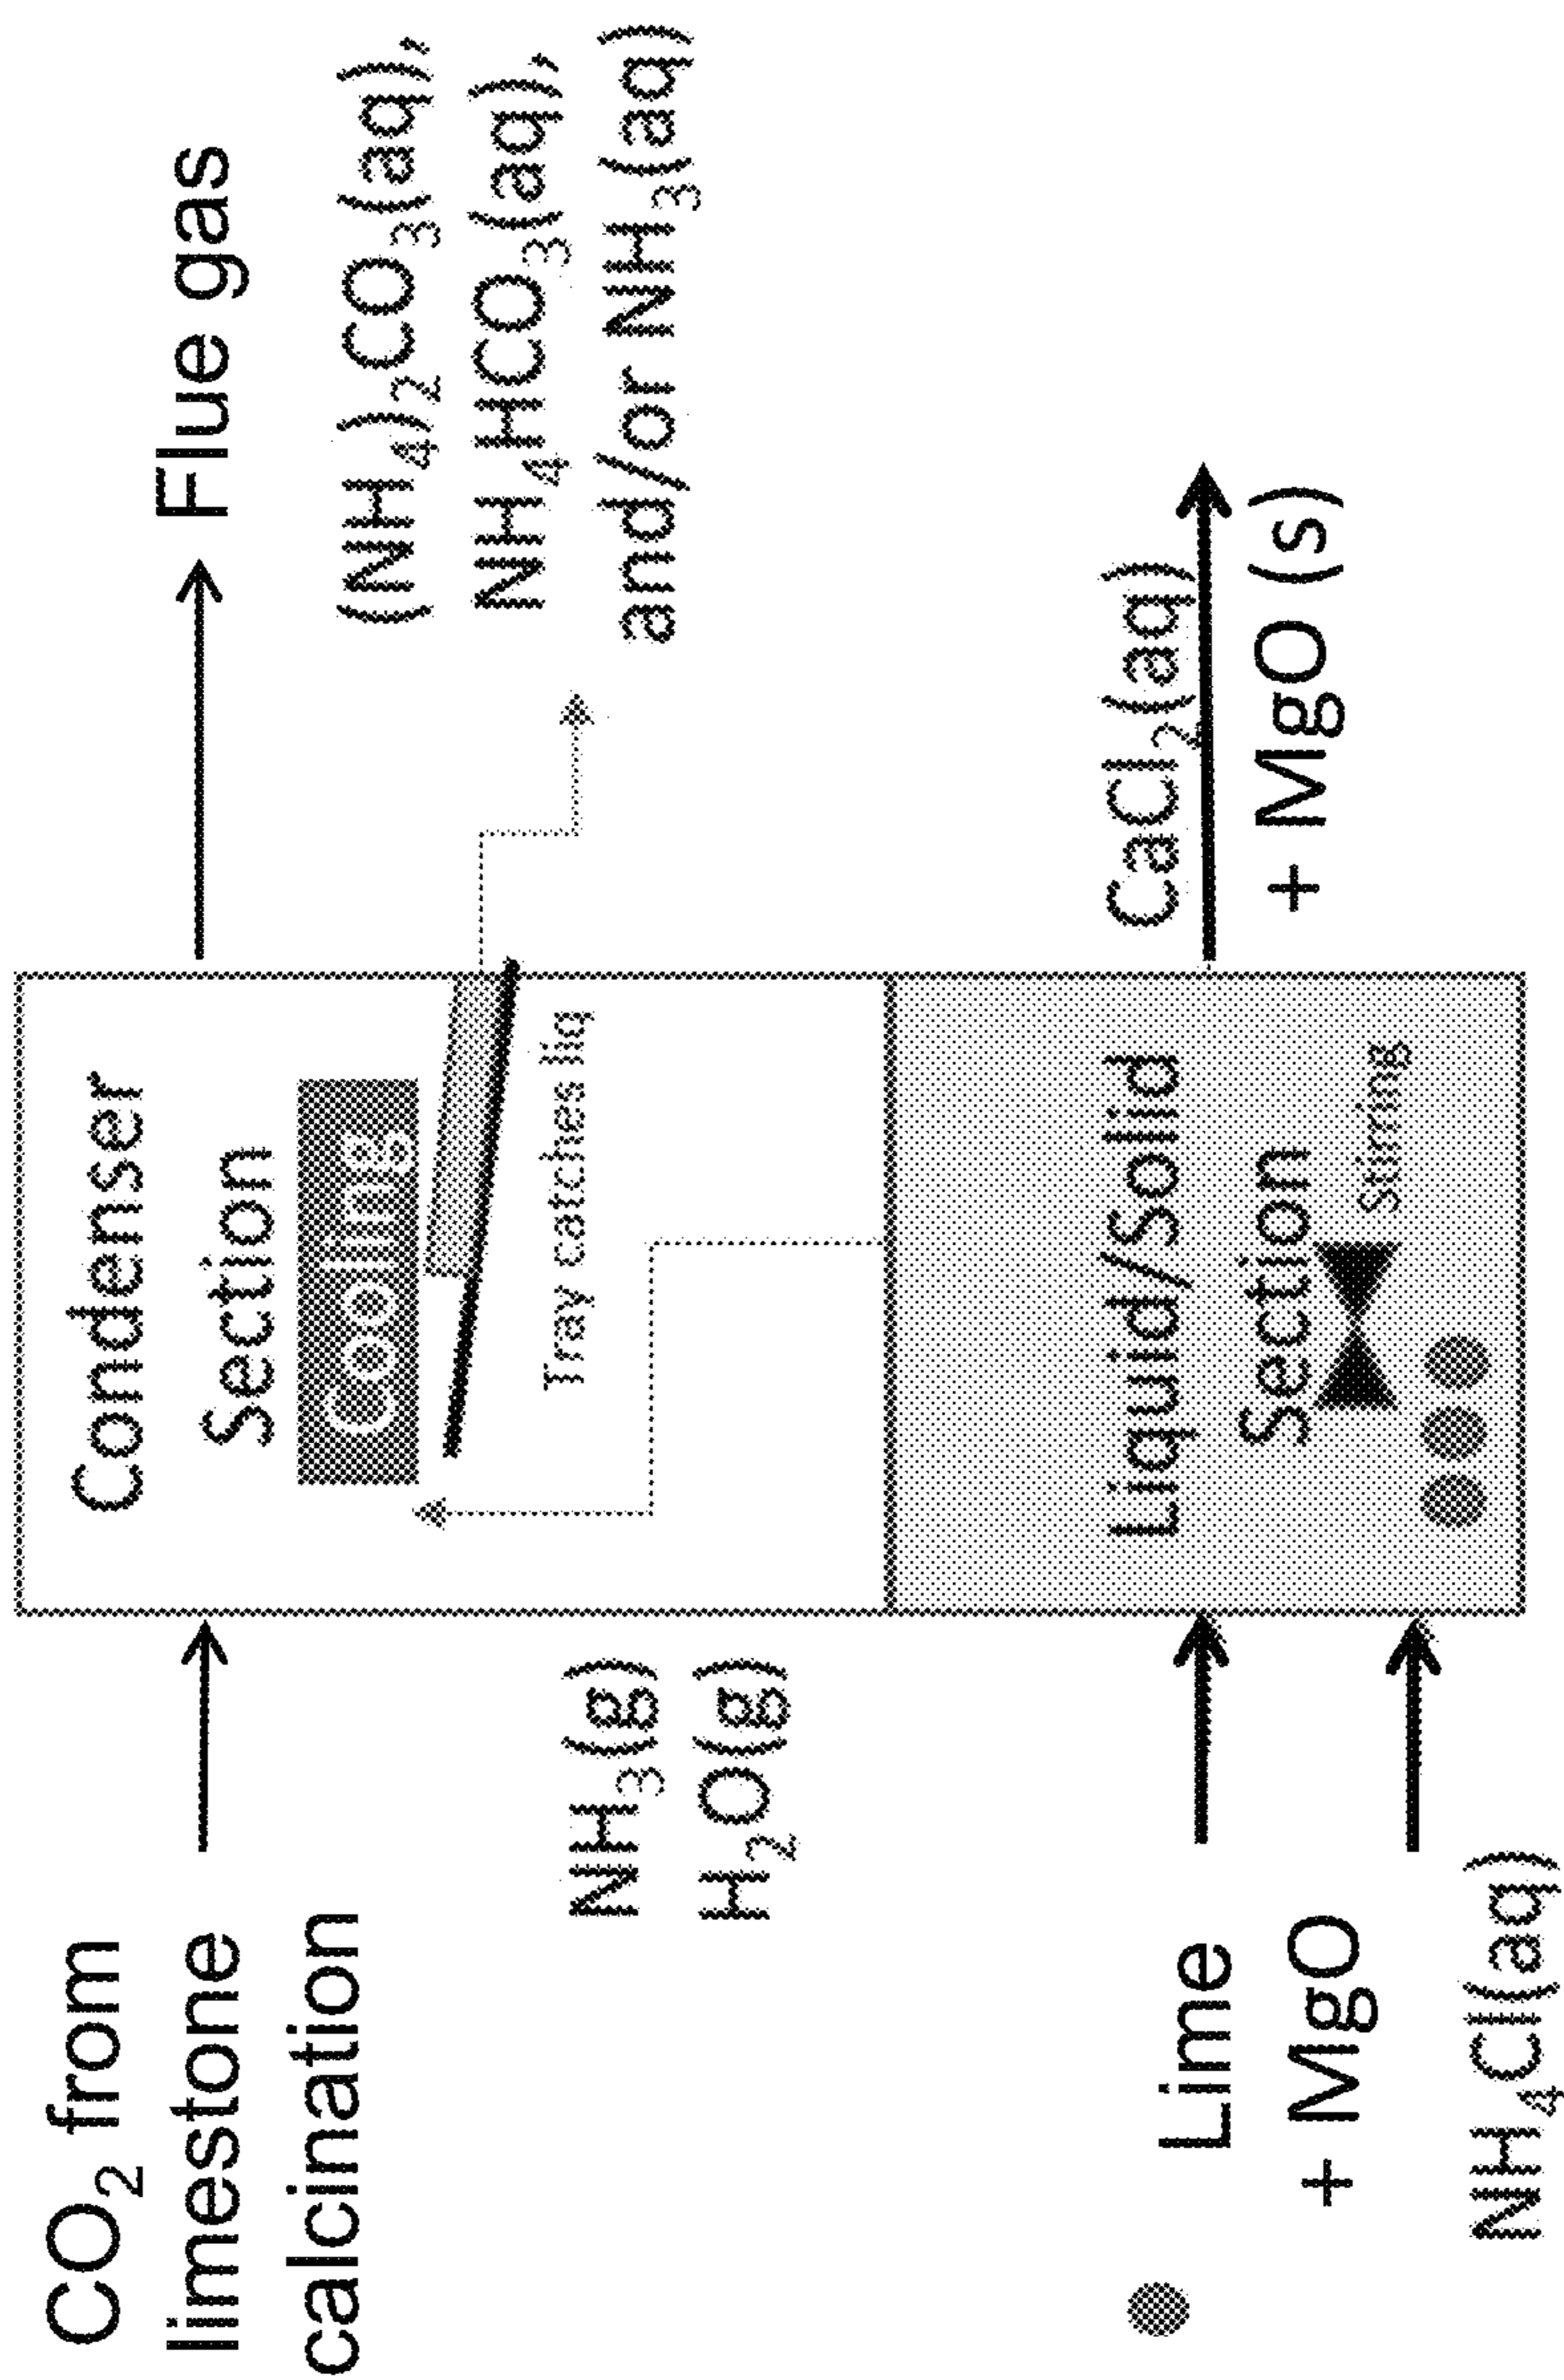 CO₂ from
limestone
calcination
Condenser
Section
Flue gas
Cooling
(NH₄)₂CO₃(aq),
NH₄HCO₃(aq),
and/or NH₃(aq)
Tray catches liq
NH₃(g)
H₂O(g)
Lime
+ MgO
NH₄Cl(aq)
Liquid/Solid
Section
Stirring
CaCl₂(aq)
+ MgO (s)